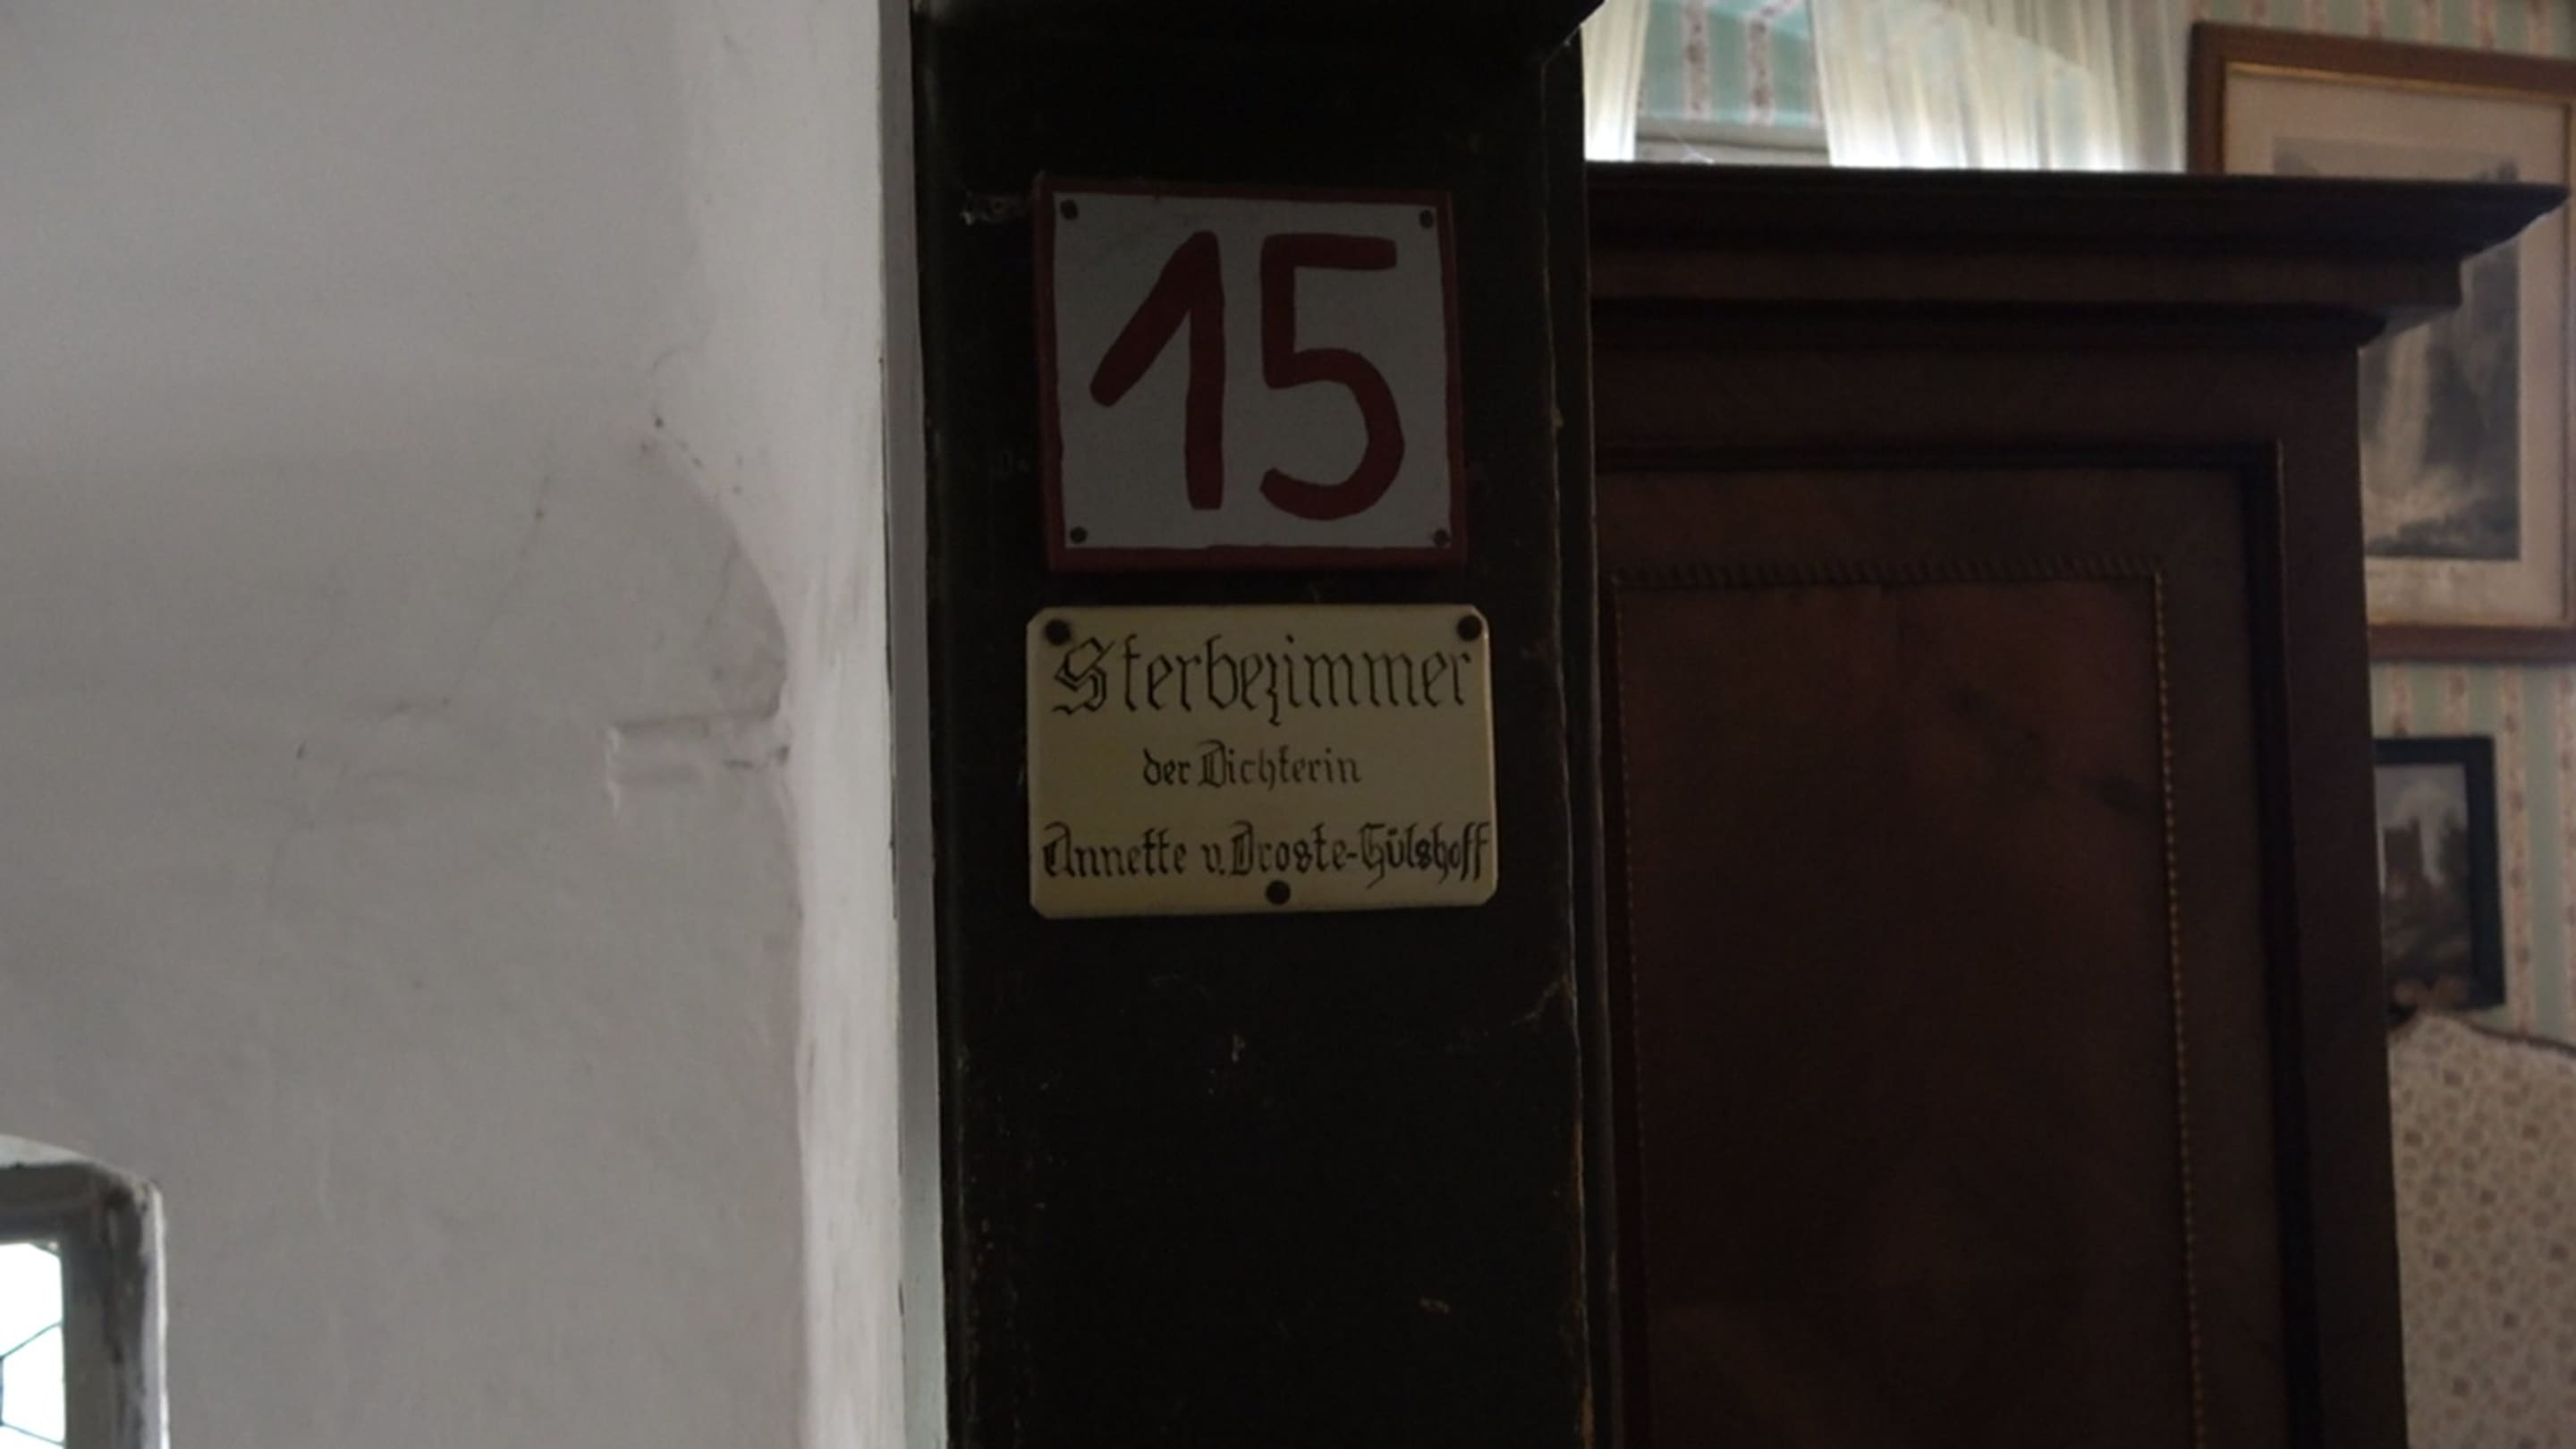 15
Sterbezimmer
der Dichterin
Annette v. Droste-Hülshoff